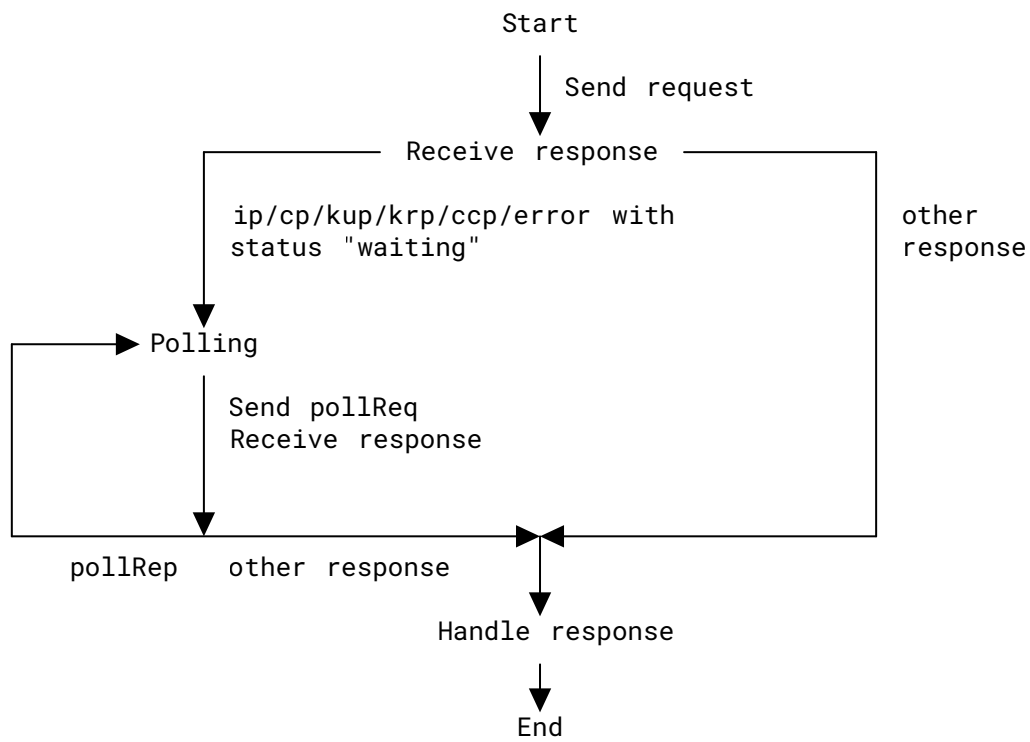 Start
Send request
Receive response
ip/cp/kup/krp/ccp/error with
status "waiting"
other
response
Polling
Send pollReq
Receive response
pollRep
other response
Handle response
End